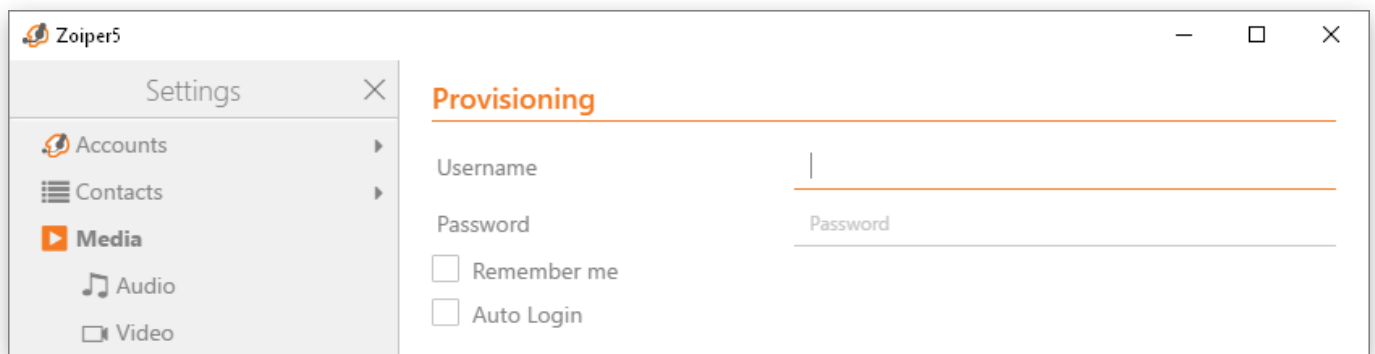 Zoiper5
Settings
Accounts
Contacts
Media
Audio
Video
Provisioning
Username
Password Password
Remember me
Auto Login